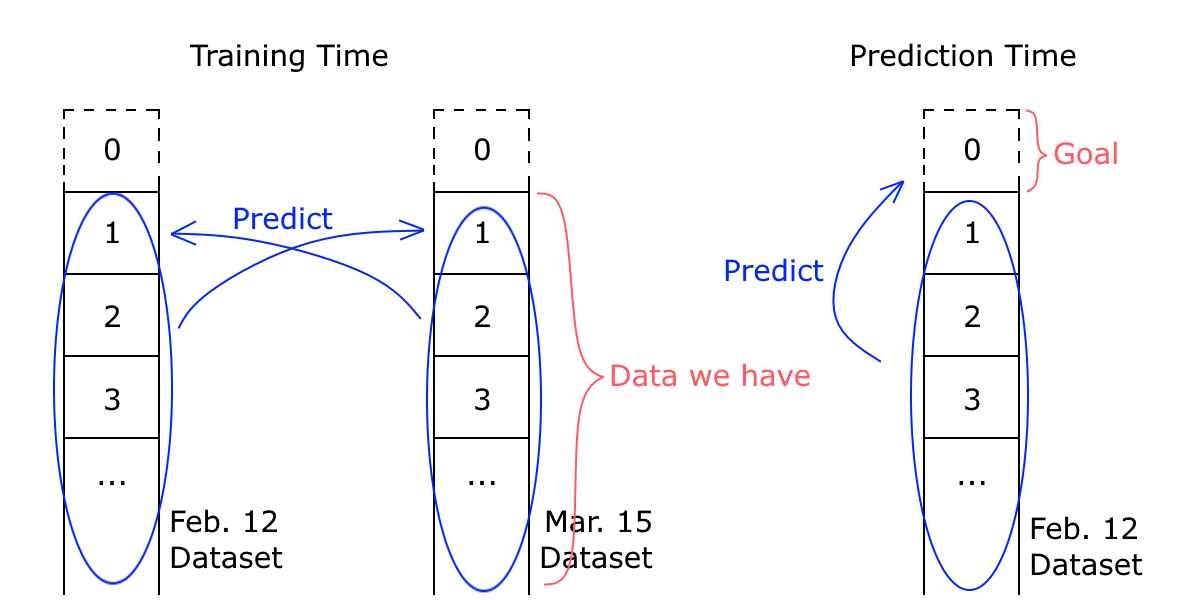 Training Time
Prediction Time
0
0
0
Goal
1
Predict
1
1
2
2
Predict
2
3
3
Data we have
3
...
...
...
Feb. 12
Dataset
Mar. 15
Dataset
Feb. 12
Dataset